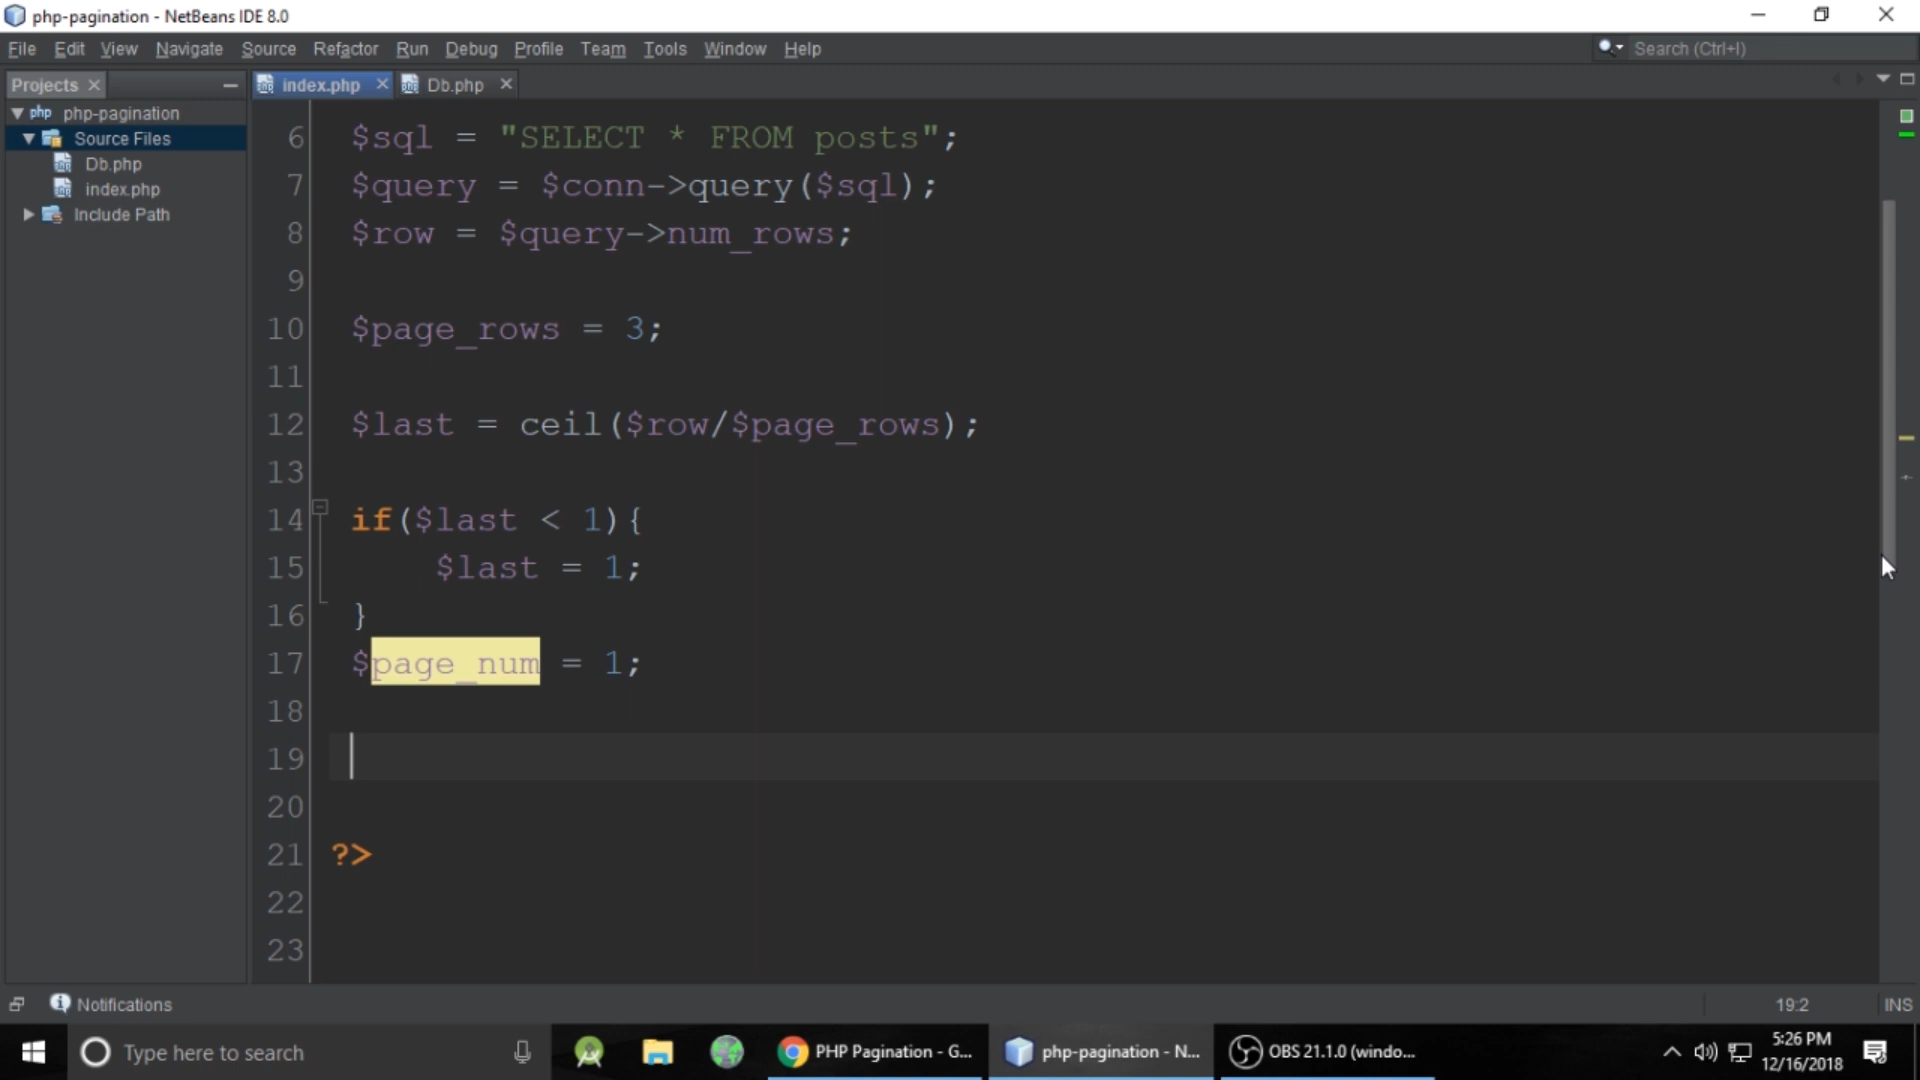 php-pagination - NetBeans IDE 8.0
File Edit View Navigate Source Refactor Run Debug Profile Team Tools Window Help
Search (Ctrl+I)
Projects
index.php
Db.php
php php-pagination
Source Files
Db.php
index.php
Include Path
6 $sql = "SELECT * FROM posts";
7 $query = $conn->query($sql);
8 $row = $query->num_rows;
9
10 $page_rows = 3;
11
12 $last = ceil($row/$page_rows);
13
14 if($last < 1){
15 $last = 1;
16 }
17 $page_num = 1;
18
19
20
21 ?>
22
23
Notifications
19:2 INS
Type here to search
PHP Pagination - G...
php-pagination - N...
OBS 21.1.0 (windo...
5:26 PM
12/16/2018